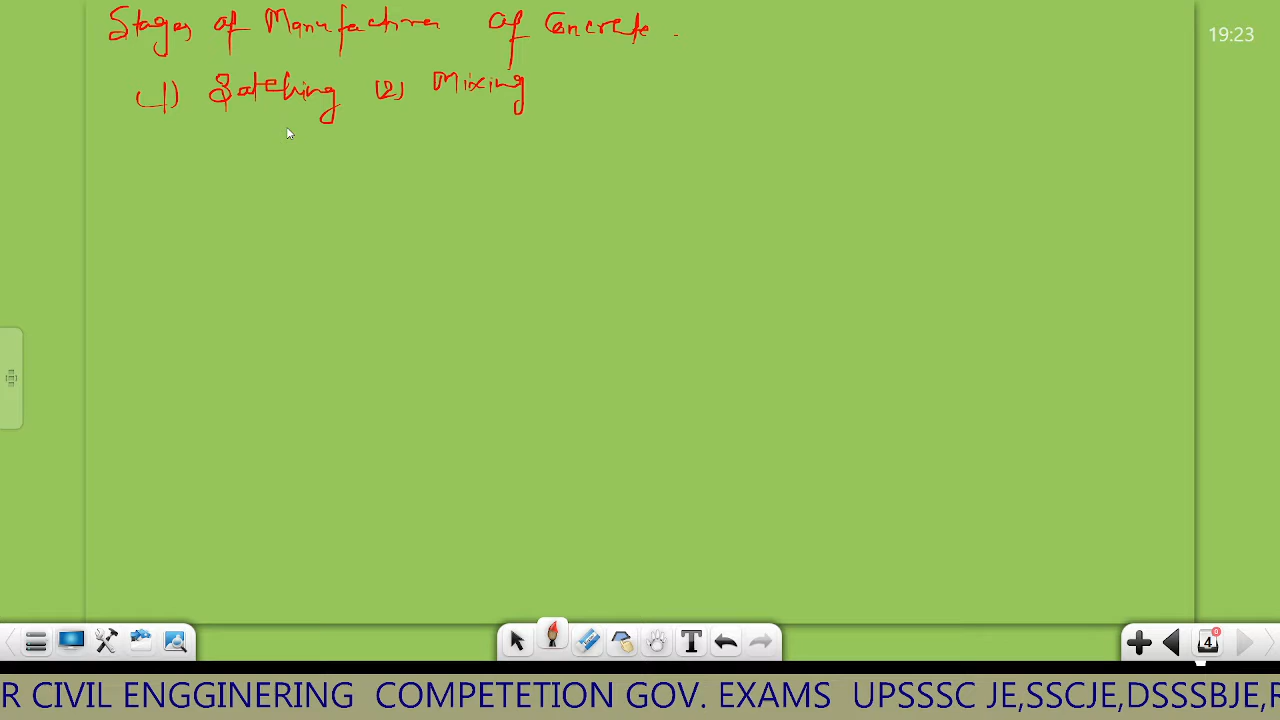 Stages of Manufacture of Concrete.
19:23
(1) Batching (2) Mixing
4
R CIVIL ENGGINERING COMPETETION GOV. EXAMS UPSSSC JE,SSCJE,DSSSBJE,R